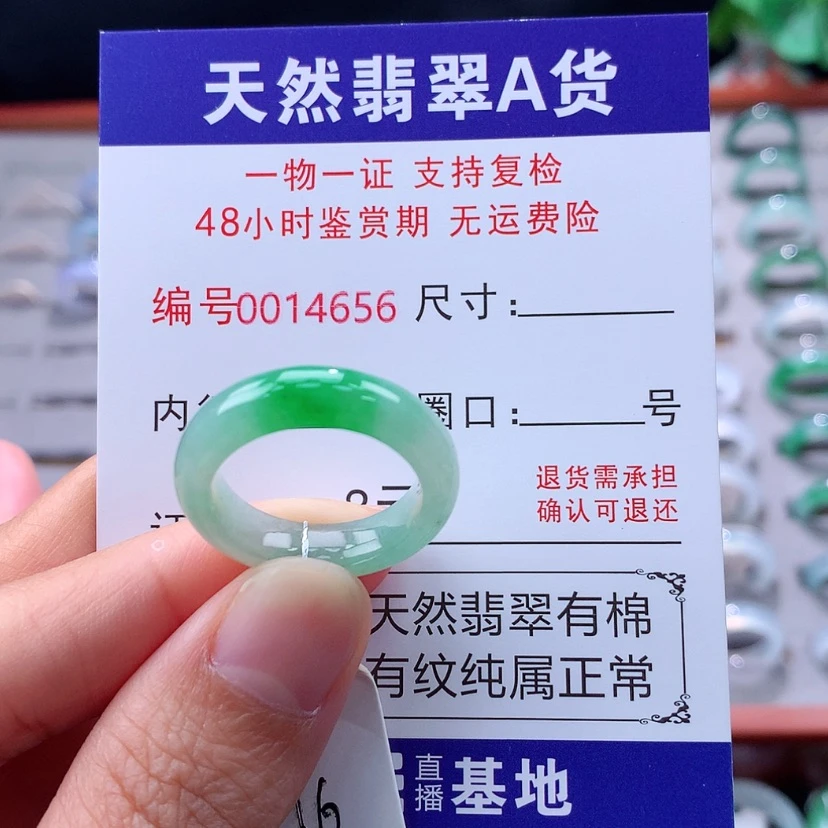 天然翡翠A货
一物一证 支持复检
48小时鉴赏期 无运费险
编号0014656 尺寸:
内 圈口: 号
退货需承担
确认可退还
天然翡翠有棉
有纹纯属正常
直播基地